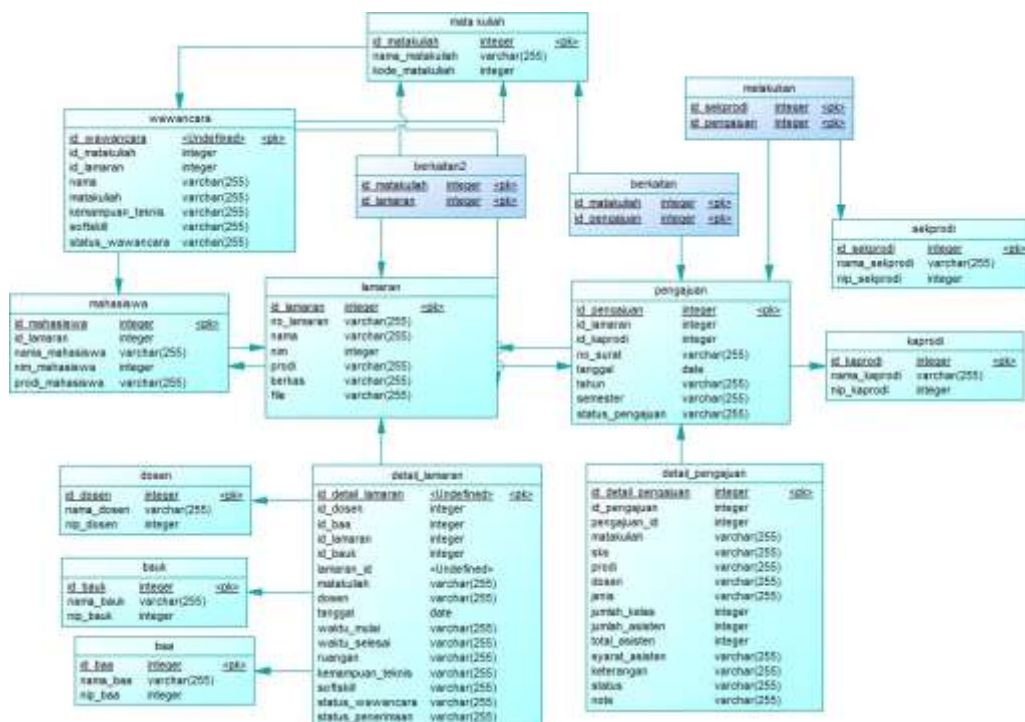 mata kuliah
id_matakuliah integer <pk>
nama_matakuliah varchar(255)
kode_matakuliah integer
melakukan
id_sekprodi integer <pk>
id_pengajuan integer <pk>
wawancara
id_wawancara <Undefined> <pk>
id_matakuliah integer
id_lamaran integer
nama varchar(255)
matakuliah varchar(255)
kemampuan_teknis varchar(255)
softskill varchar(255)
status_wawancara varchar(255)
berkaitan2
id_matakuliah integer <pk>
id_lamaran integer <pk>
berkaitan
id_matakuliah integer <pk>
id_pengajuan integer <pk>
sekprodi
id_sekprodi integer <pk>
nama_sekprodi varchar(255)
nip_sekprodi integer
mahasiswa
id_mahasiswa integer <pk>
id_lamaran integer
nama_mahasiswa varchar(255)
nim_mahasiswa integer
prodi_mahasiswa varchar(255)
lamaran
id_lamaran integer <pk>
no_lamaran varchar(255)
nama varchar(255)
nim integer
prodi varchar(255)
berkas varchar(255)
file varchar(255)
pengajuan
id_pengajuan integer <pk>
id_lamaran integer
id_kaprodi integer
no_surat varchar(255)
tanggal date
tahun varchar(255)
semester varchar(255)
status_pengajuan varchar(255)
kaprodi
id_kaprodi integer <pk>
nama_kaprodi varchar(255)
nip_kaprodi integer
dosen
id_dosen integer <pk>
nama_dosen varchar(255)
nip_dosen integer
bauk
id_bauk integer <pk>
nama_bauk varchar(255)
nip_bauk integer
baa
id_baa integer <pk>
nama_baa varchar(255)
nip_baa integer
detail_lamaran
id_detail_lamaran <Undefined> <pk>
id_dosen integer
id_baa integer
id_lamaran integer
id_bauk integer
lamaran_id <Undefined>
matakuliah varchar(255)
dosen varchar(255)
tanggal date
waktu_mulai varchar(255)
waktu_selesai varchar(255)
ruangan varchar(255)
kemampuan_teknis varchar(255)
softskill varchar(255)
status_wawancara varchar(255)
status_penerimaan varchar(255)
detail_pengajuan
id_detail_pengajuan integer <pk>
id_pengajuan integer
pengajuan_id integer
matakuliah varchar(255)
sks varchar(255)
prodi varchar(255)
dosen varchar(255)
jenis varchar(255)
jumlah_kelas integer
jumlah_asisten integer
total_asisten integer
syarat_asisten varchar(255)
keterangan varchar(255)
status varchar(255)
note varchar(255)